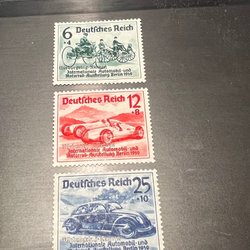 Deutsches Reich
6
+4
Internationale Automobil- und
Motorrad-Ausstellung Berlin 1939
Deutsches Reich
12
+8
Internationale Automobil- und
Motorrad-Ausstellung Berlin 1939
Deutsches Reich
25
+10
Internationale Automobil- und
Motorrad-Ausstellung Berlin 1939